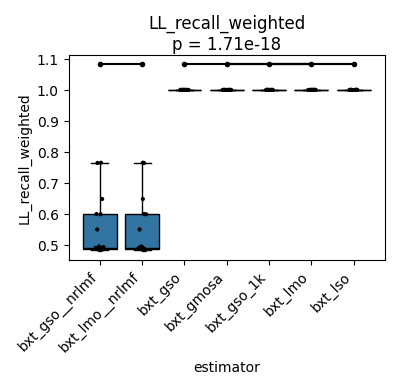 LL_recall_weighted
p = 1.71e-18
LL_recall_weighted
1.1
1.0
0.9
0.8
0.7
0.6
0.5
bxt_gso__nrlmf
bxt_lmo__nrlmf
bxt_gso
bxt_gmosa
bxt_gso_1k
bxt_lmo
bxt_lso
estimator